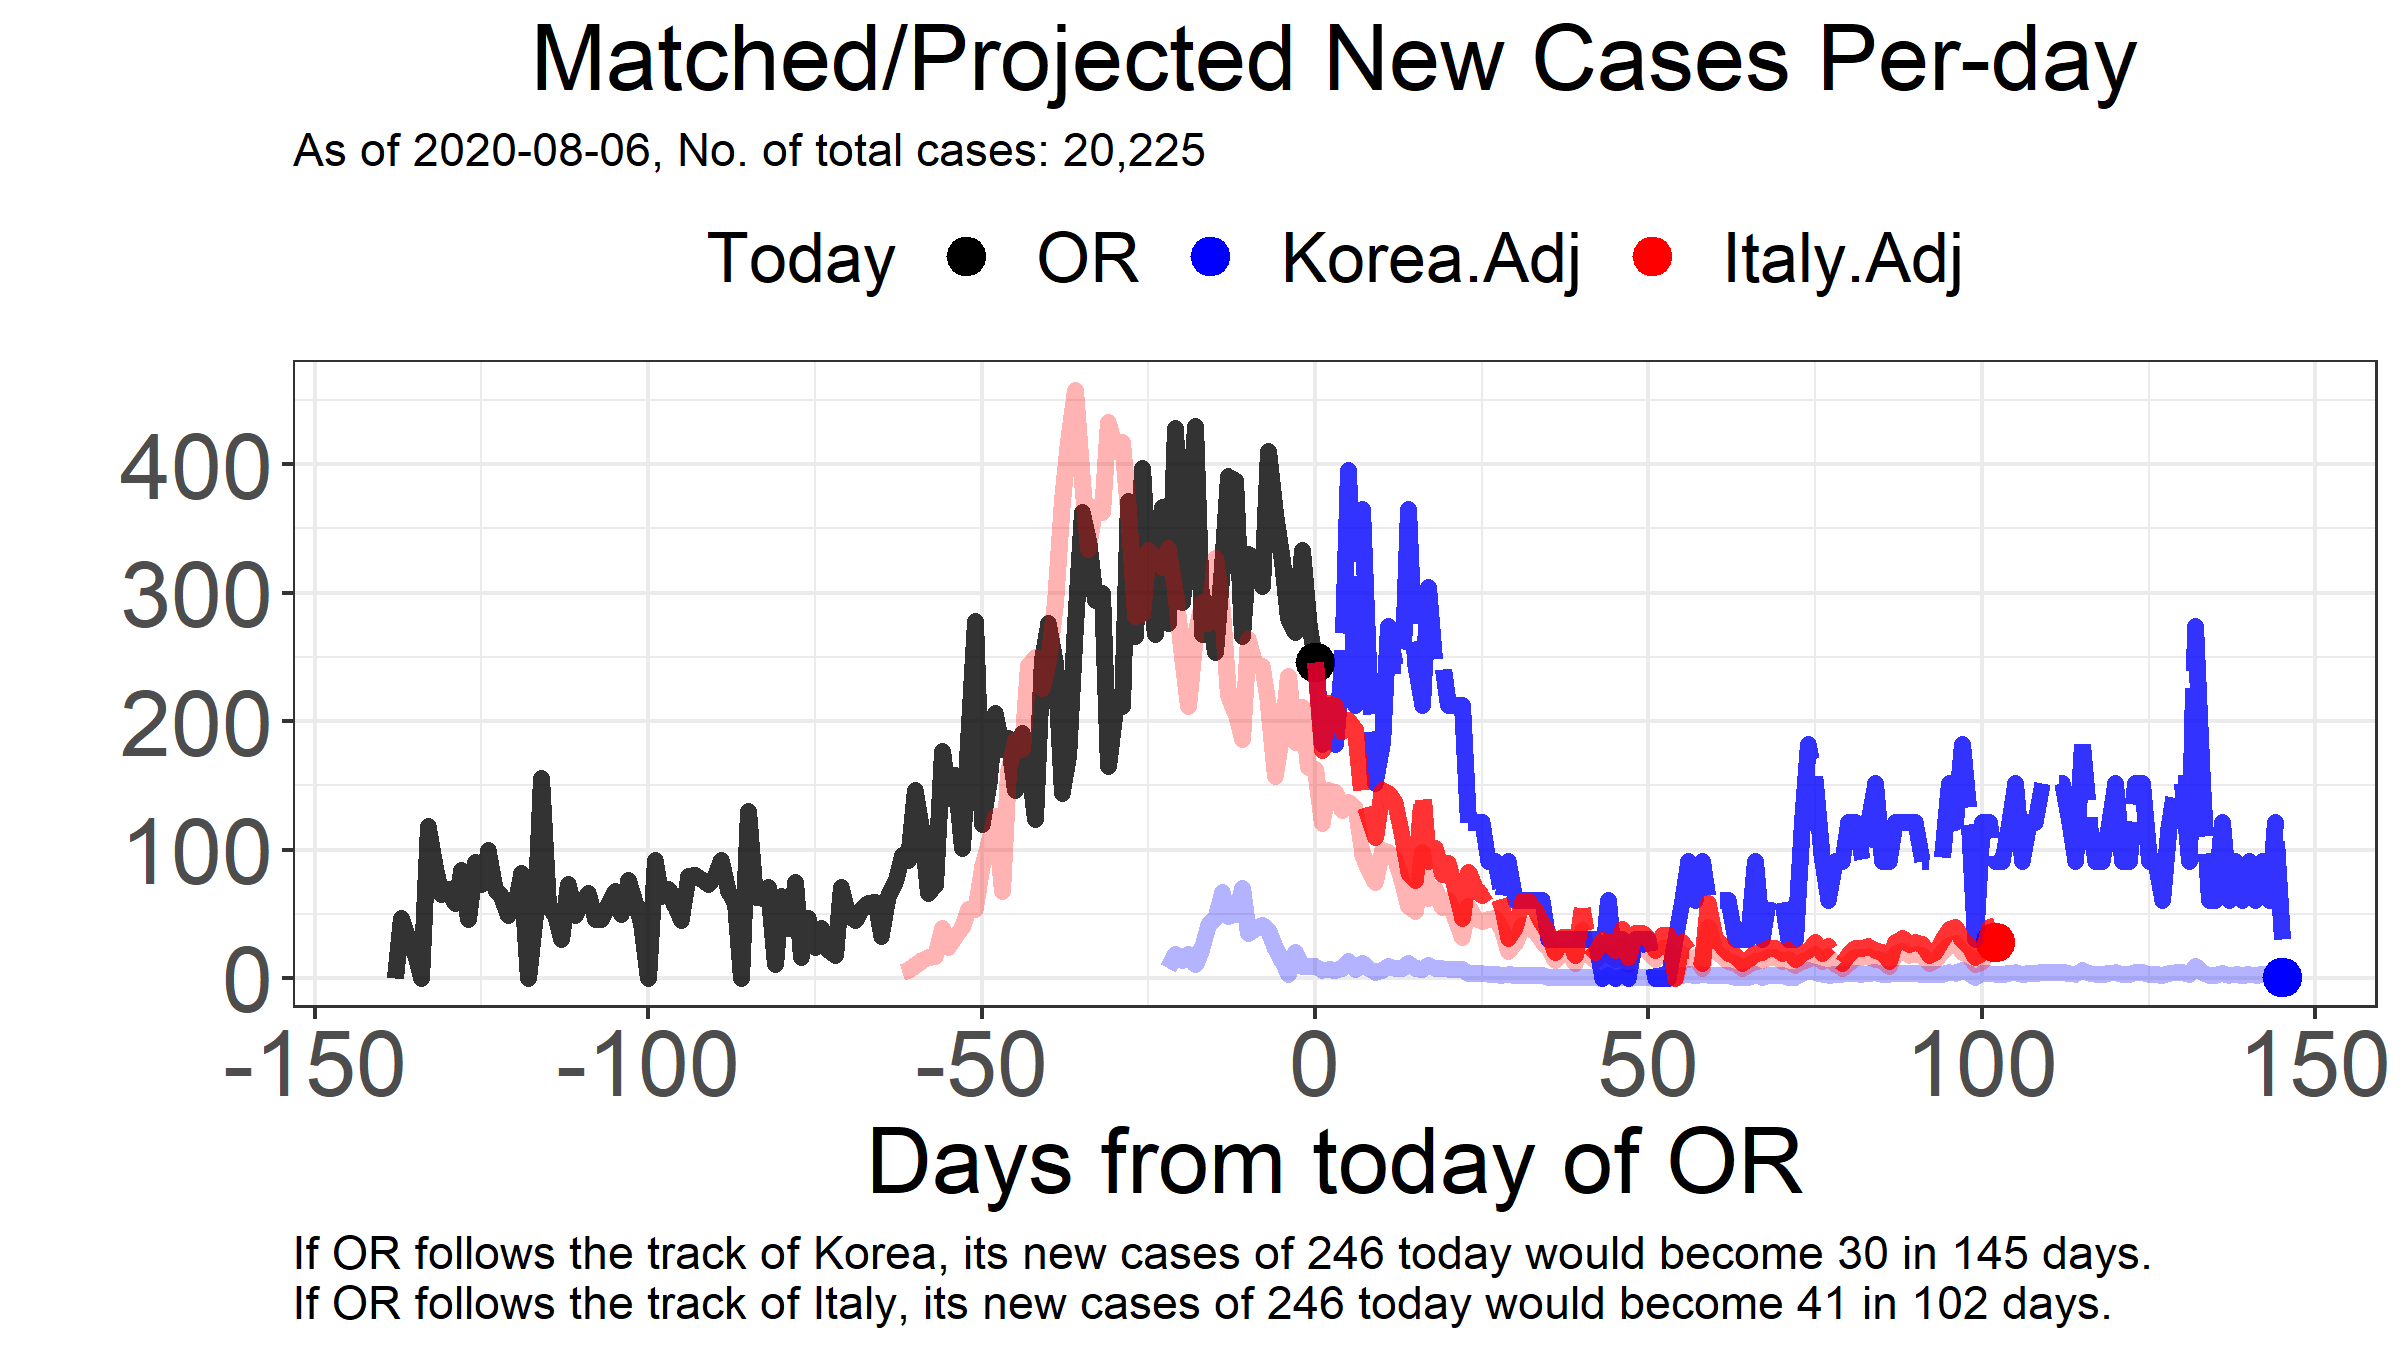 Matched/Projected New Cases Per-day
As of 2020-08-06, No. of total cases: 20,225
Today OR Korea.Adj Italy.Adj
400
300
200
100
0
-150 -100 -50 0 50 100 150
Days from today of OR
If OR follows the track of Korea, its new cases of 246 today would become 30 in 145 days.
If OR follows the track of Italy, its new cases of 246 today would become 41 in 102 days.